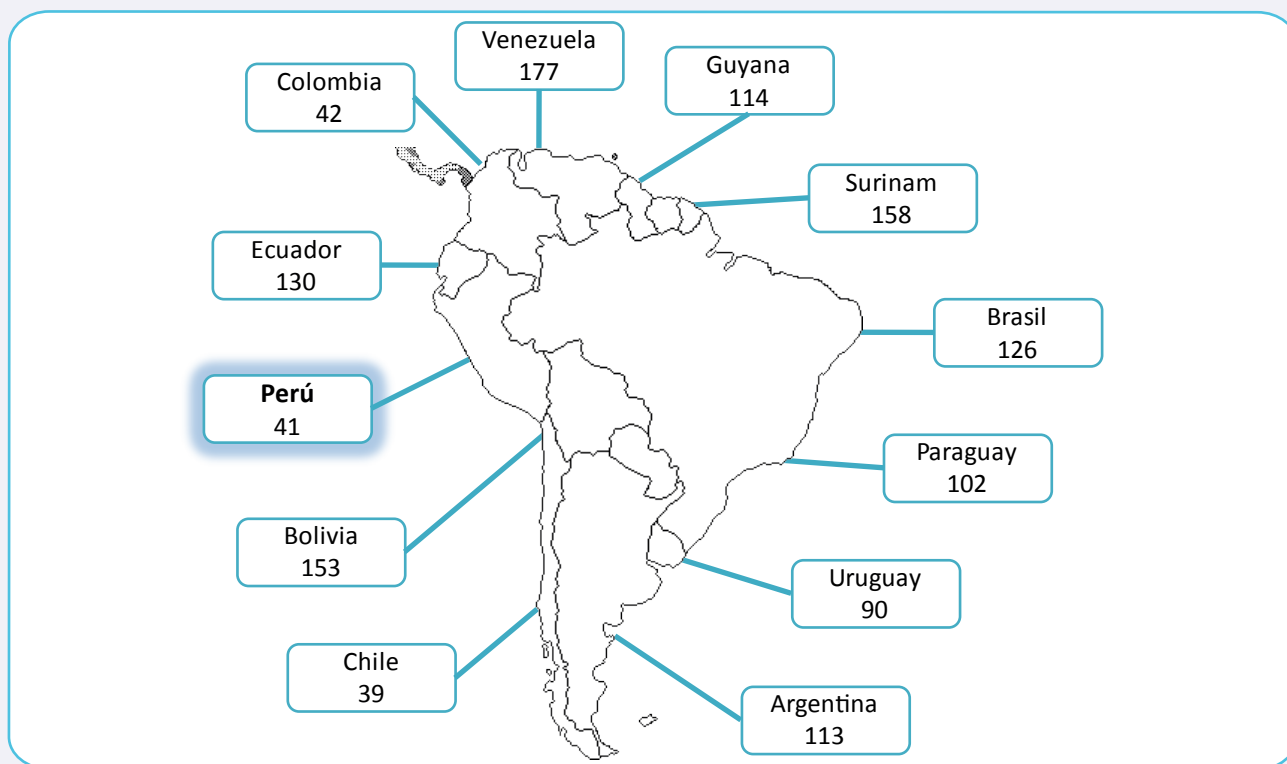 Venezuela
177
Guyana
114
Colombia
42
Surinam
158
Ecuador
130
Brasil
126
Perú
41
Paraguay
102
Bolivia
153
Uruguay
90
Chile
39
Argentina
113